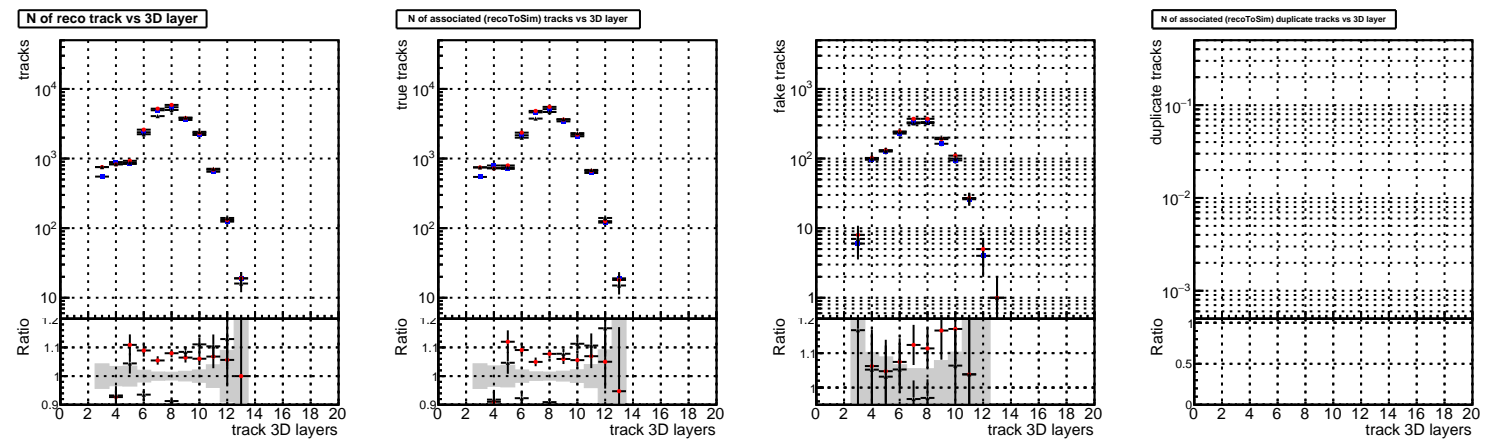 N of reco track vs 3D layer
tracks
10⁴
10³
10²
10
Ratio
1.2
1.1
1
0.9
0 2 4 6 8 10 12 14 16 18 20
track 3D layers
N of associated (recoToSim) tracks vs 3D layer
true tracks
10⁴
10³
10²
10
Ratio
1.2
1.1
1
0.9
0 2 4 6 8 10 12 14 16 18 20
track 3D layers
fake tracks
10³
10²
10
1
Ratio
1.2
1.1
1
0 2 4 6 8 10 12 14 16 18 20
track 3D layers
N of associated (recoToSim) duplicate tracks vs 3D layer
duplicate tracks
10⁻¹
10⁻²
10⁻³
Ratio
1
0.5
0
0 2 4 6 8 10 12 14 16 18 20
track 3D layers